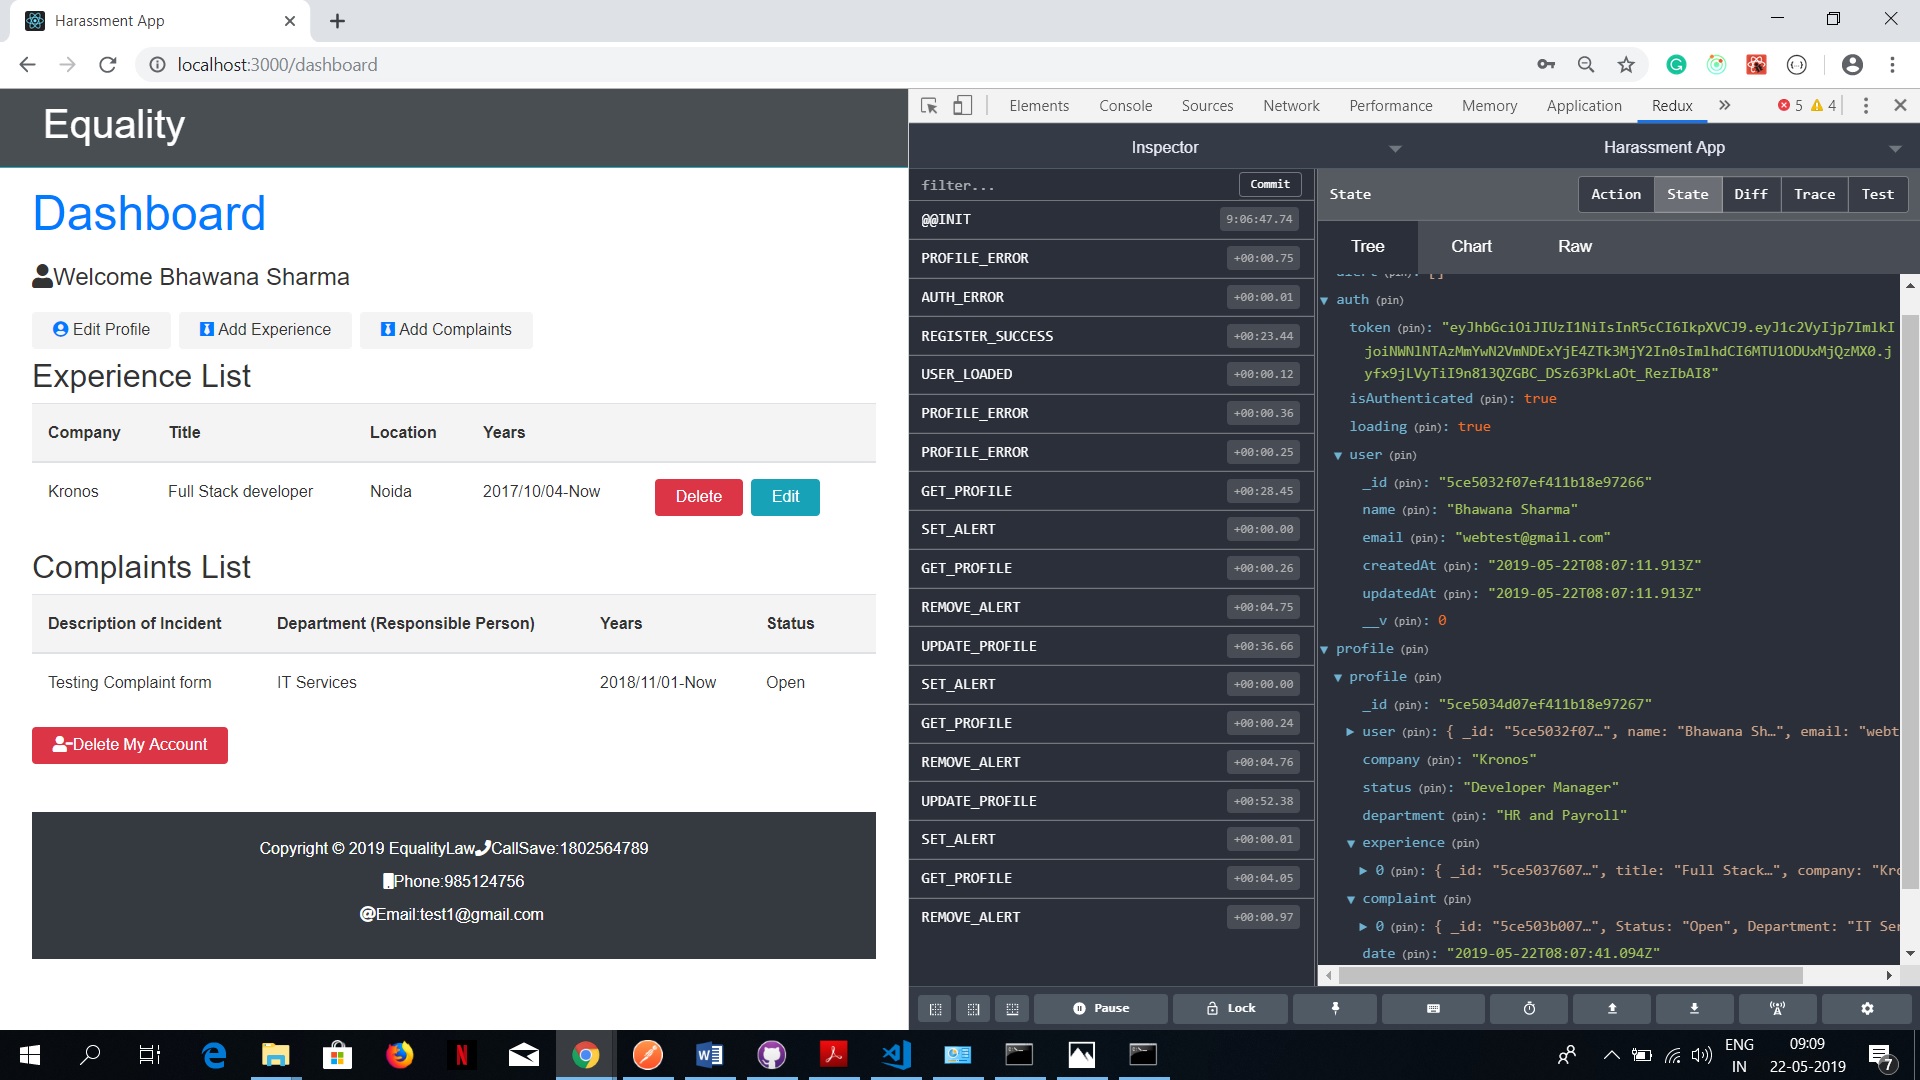 Harassment App
localhost:3000/dashboard
Equality
Dashboard
Welcome Bhawana Sharma
Edit Profile Add Experience Add Complaints
Experience List
Company Title Location Years
Kronos Full Stack developer Noida 2017/10/04-Now Delete Edit
Complaints List
Description of Incident Department (Responsible Person) Years Status
Testing Complaint form IT Services 2018/11/01-Now Open
Delete My Account
Copyright © 2019 EqualityLaw CallSave:1802564789
Phone:985124756
@Email:test1@gmail.com
Elements Console Sources Network Performance Memory Application Redux 5 4
Inspector Harassment App
filter... Commit
@@INIT 9:06:47.74
PROFILE_ERROR +00:00.75
AUTH_ERROR +00:00.01
REGISTER_SUCCESS +00:23.44
USER_LOADED +00:00.12
PROFILE_ERROR +00:00.36
PROFILE_ERROR +00:00.25
GET_PROFILE +00:28.45
SET_ALERT +00:00.00
GET_PROFILE +00:00.26
REMOVE_ALERT +00:04.75
UPDATE_PROFILE +00:36.66
SET_ALERT +00:00.00
GET_PROFILE +00:00.24
REMOVE_ALERT +00:04.76
UPDATE_PROFILE +00:52.38
SET_ALERT +00:00.01
GET_PROFILE +00:04.05
REMOVE_ALERT +00:00.97
State Action State Diff Trace Test
Tree Chart Raw
alert (pin): []
auth (pin)
token (pin): "eyJhbGciOiJIUzI1NiIsInR5cCI6IkpXVCJ9.eyJ1c2VyIjp7ImlkI
joiNWNlNTAzMmYwN2VmNDExYjE4ZTk3MjY2In0sImlhdCI6MTU1ODUxMjQzMX0.j
yfx9jLVyTiI9n813QZGBC_DSz63PkLaOt_RezIbAI8"
isAuthenticated (pin): true
loading (pin): true
user (pin)
_id (pin): "5ce5032f07ef411b18e97266"
name (pin): "Bhawana Sharma"
email (pin): "webtest@gmail.com"
createdAt (pin): "2019-05-22T08:07:11.913Z"
updatedAt (pin): "2019-05-22T08:07:11.913Z"
__v (pin): 0
profile (pin)
profile (pin)
_id (pin): "5ce5034d07ef411b18e97267"
user (pin): { _id: "5ce5032f07…", name: "Bhawana Sh…", email: "webt
company (pin): "Kronos"
status (pin): "Developer Manager"
department (pin): "HR and Payroll"
experience (pin)
0 (pin): { _id: "5ce5037607…", title: "Full Stack…", company: "Kro
complaint (pin)
0 (pin): { _id: "5ce503b007…", Status: "Open", Department: "IT Ser
date (pin): "2019-05-22T08:07:41.094Z"
Pause Lock
ENG
IN
09:09
22-05-2019
7